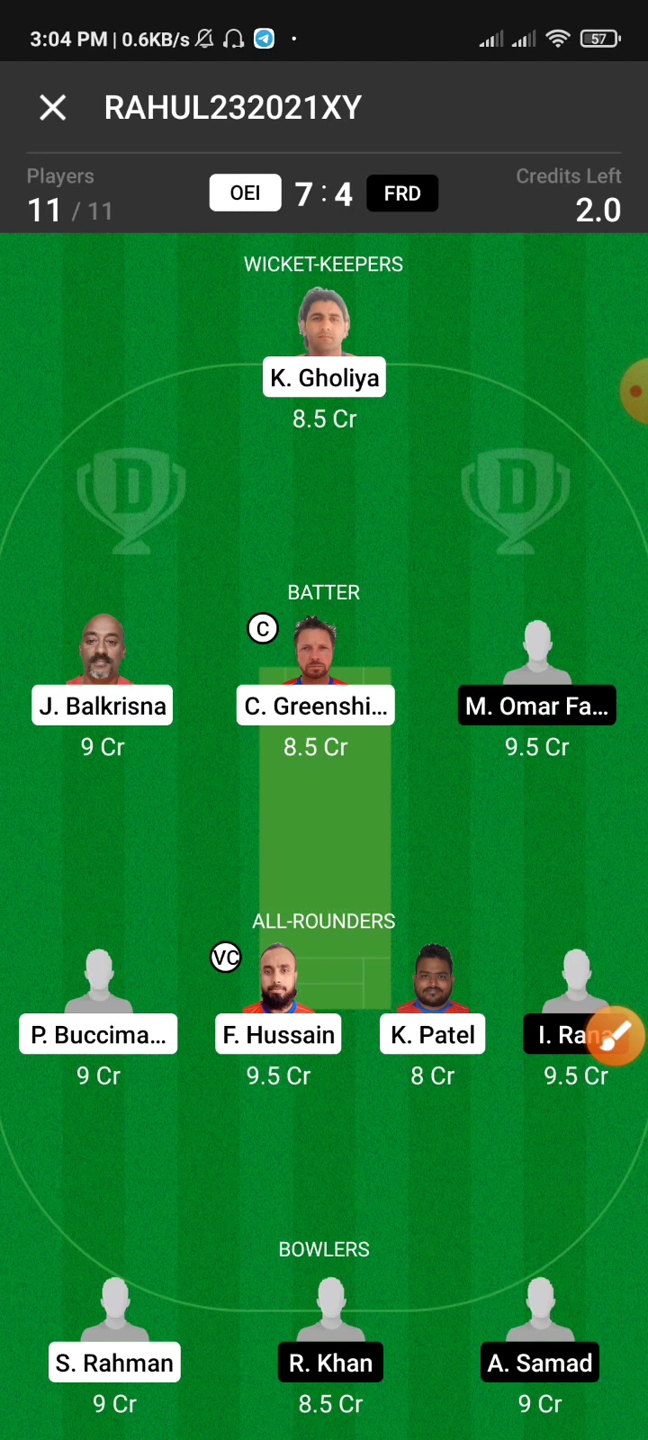 3:04 PM | 0.6KB/s
57
RAHUL232021XY
Players
11 / 11
OEI 7 : 4 FRD
Credits Left
2.0
WICKET-KEEPERS
K. Gholiya
8.5 Cr
D D
BATTER
C
J. Balkrisna C. Greenshi... M. Omar Fa...
9 Cr 8.5 Cr 9.5 Cr
ALL-ROUNDERS
VC
P. Buccima... F. Hussain K. Patel I. Rana
9 Cr 9.5 Cr 8 Cr 9.5 Cr
BOWLERS
S. Rahman R. Khan A. Samad
9 Cr 8.5 Cr 9 Cr